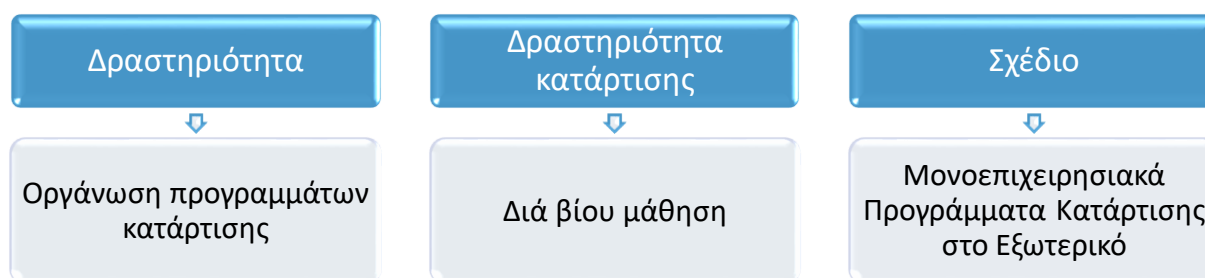 Δραστηριότητα
Οργάνωση προγραμμάτων
κατάρτισης
Δραστηριότητα
κατάρτισης
Διά βίου μάθηση
Σχέδιο
Μονοεπιχειρησιακά
Προγράμματα Κατάρτισης
στο Εξωτερικό